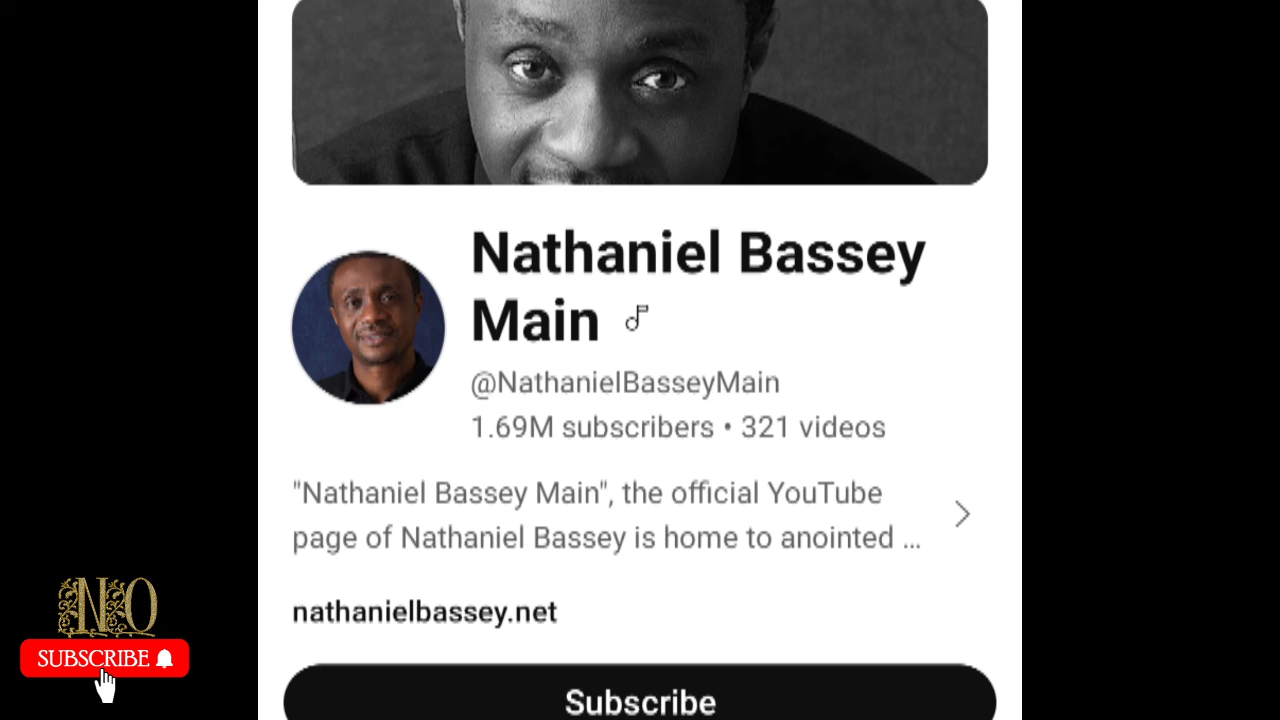 Nathaniel Bassey
Main
@NathanielBasseyMain
1.69M subscribers • 321 videos
"Nathaniel Bassey Main", the official YouTube
page of Nathaniel Bassey is home to anointed ...
nathanielbassey.net
Subscribe
NO
SUBSCRIBE